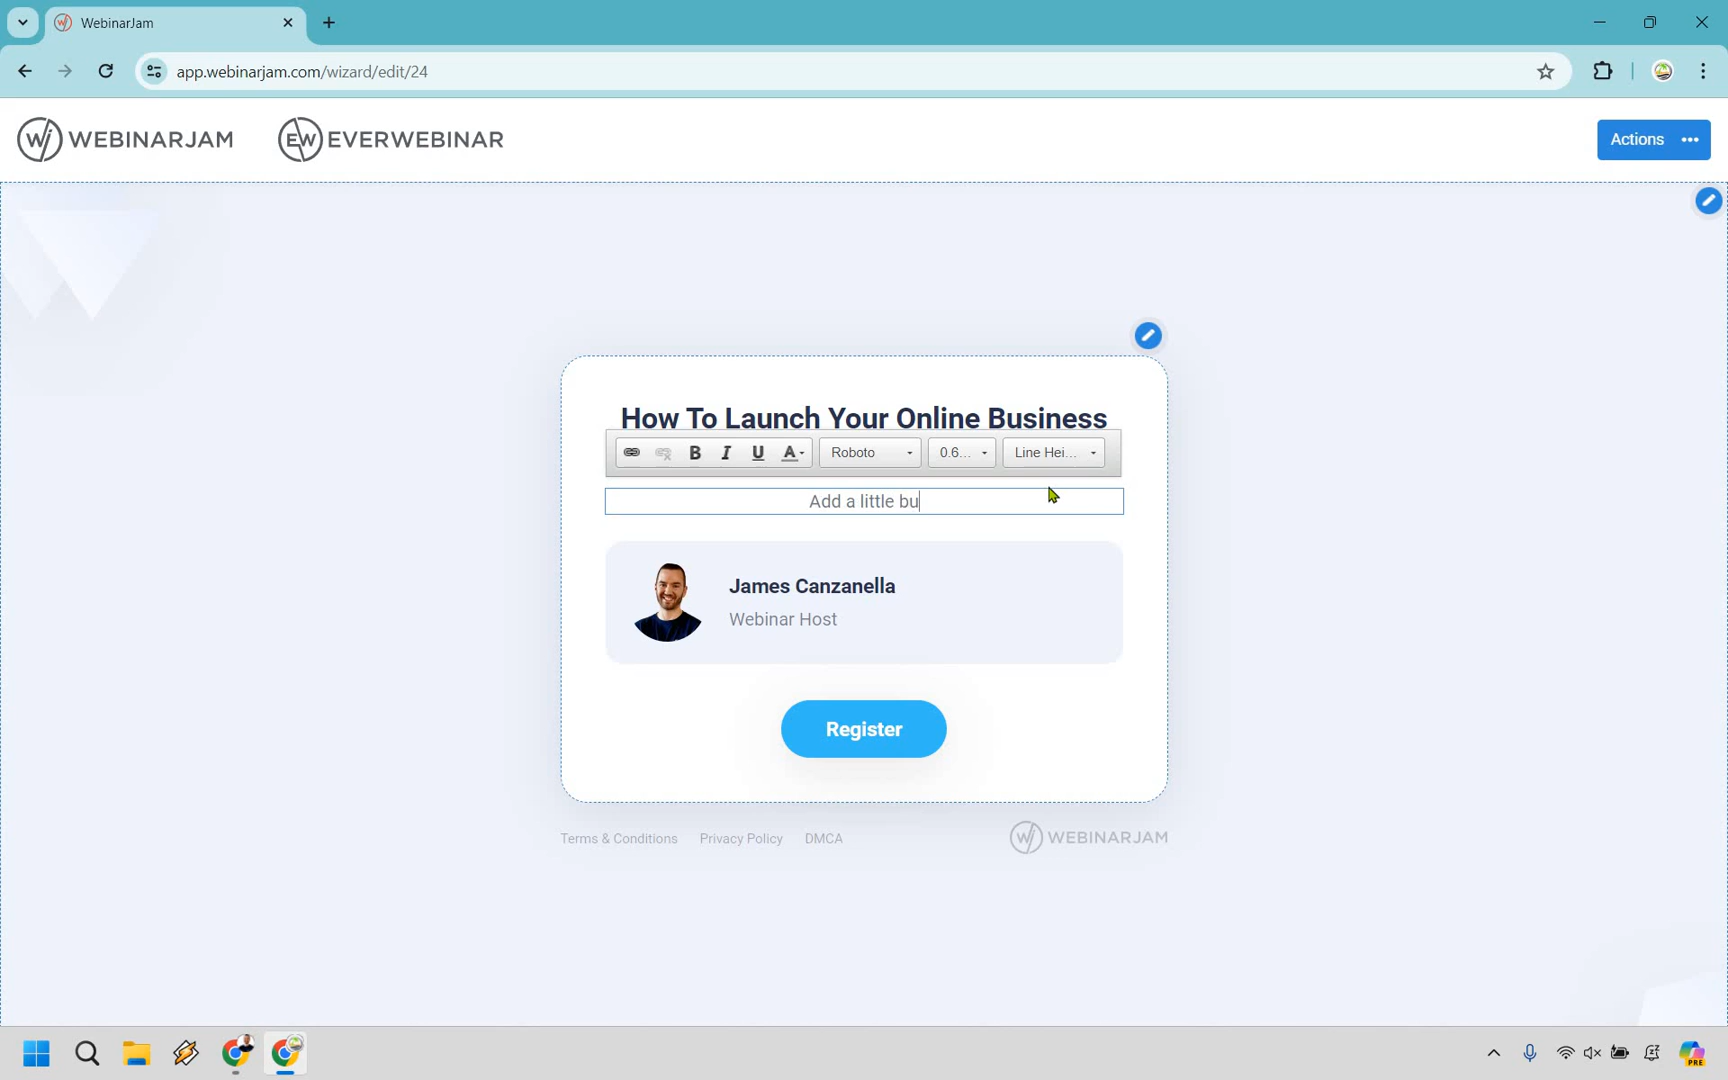 WebinarJam
app.webinarjam.com/wizard/edit/24
WEBINARJAM
EVERWEBINAR
Actions
How To Launch Your Online Business
B I U A
Roboto
0.6...
Line Hei...
Add a little bu
James Canzanella
Webinar Host
Register
Terms & Conditions
Privacy Policy
DMCA
WEBINARJAM
PRE